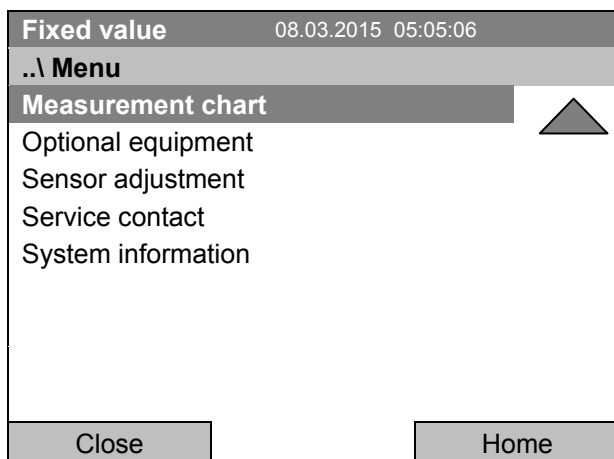 Fixed value 08.03.2015 05:05:06
..\ Menu
Measurement chart
Optional equipment
Sensor adjustment
Service contact
System information
Close Home